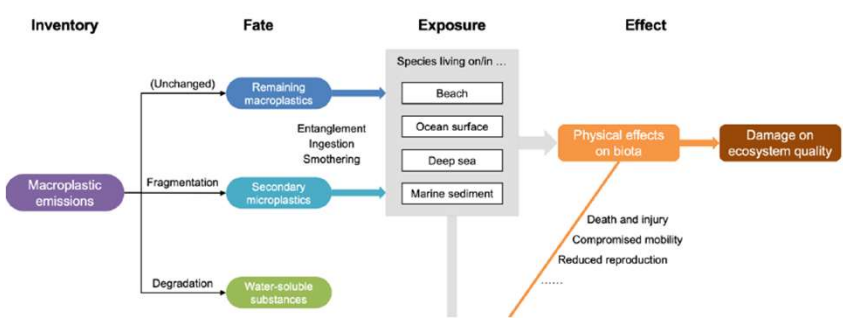 Inventory
Fate
Exposure
Effect
Macroplastic
emissions
(Unchanged)
Fragmentation
Degradation
Remaining
macroplastics
Secondary
microplastics
Water-soluble
substances
Entanglement
Ingestion
Smothering
Species living on/in ...
Beach
Ocean surface
Deep sea
Marine sediment
Physical effects
on biota
Damage on
ecosystem quality
Death and injury
Compromised mobility
Reduced reproduction
......